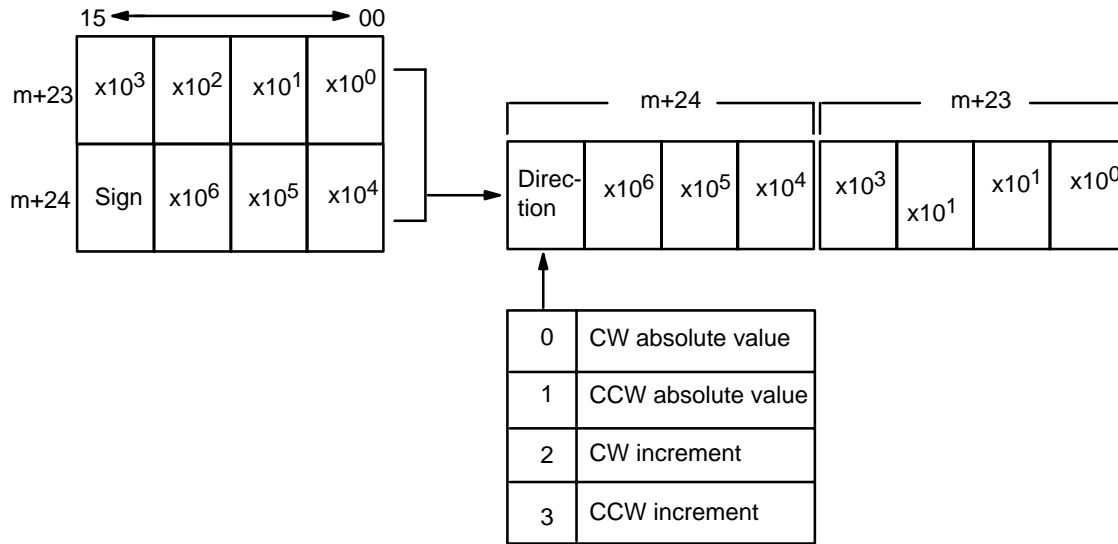 15 00
m+23 x10³ x10² x10¹ x10⁰
m+24 Sign x10⁶ x10⁵ x10⁴
m+24 m+23
Direc-
tion x10⁶ x10⁵ x10⁴ x10³ x10¹ x10¹ x10⁰
0 CW absolute value
1 CCW absolute value
2 CW increment
3 CCW increment